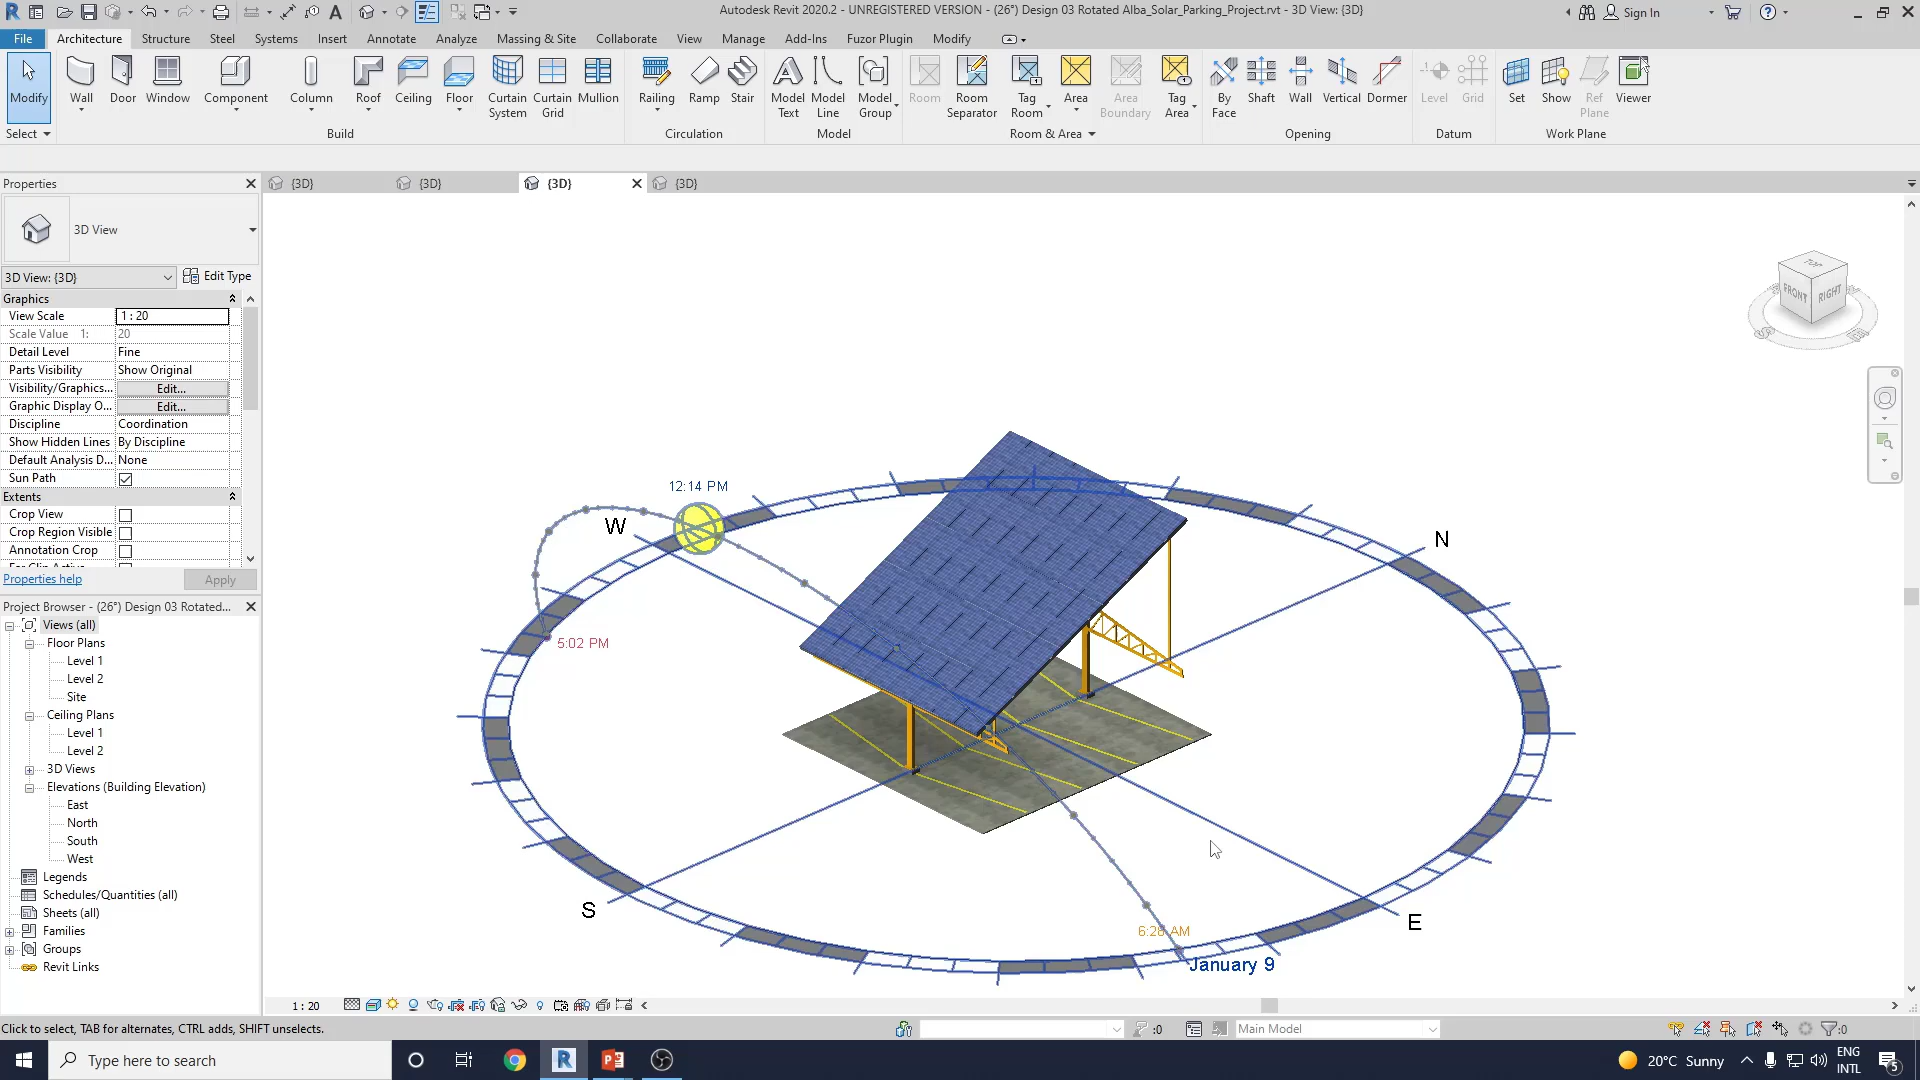 Autodesk Revit 2020.2 - UNREGISTERED VERSION - (26°) Design 03 Rotated Alba_Solar_Parking_Project.rvt - 3D View: {3D}
Sign In
File Architecture Structure Steel Systems Insert Annotate Analyze Massing & Site Collaborate View Manage Add-Ins Fuzor Plugin Modify
Modify Wall Door Window Component Column Roof Ceiling Floor Curtain System Curtain Grid Mullion Railing Ramp Stair Model Text Model Line Model Group Room Room Separator Tag Room Area Area Boundary Tag Area By Face Shaft Wall Vertical Dormer Level Grid Set Show Ref Plane Viewer
Select Build Circulation Model Room & Area Opening Datum Work Plane
Properties
{3D} {3D} {3D} {3D}
3D View
3D View: {3D} Edit Type
Graphics
View Scale 1 : 20
Scale Value 1: 20
Detail Level Fine
Parts Visibility Show Original
Visibility/Graphics... Edit...
Graphic Display O... Edit...
Discipline Coordination
Show Hidden Lines By Discipline
Default Analysis D... None
Sun Path
Extents
Crop View
Crop Region Visible
Annotation Crop
Properties help Apply
Project Browser - (26°) Design 03 Rotated...
Views (all)
Floor Plans
Level 1
Level 2
Site
Ceiling Plans
Level 1
Level 2
3D Views
Elevations (Building Elevation)
East
North
South
West
Legends
Schedules/Quantities (all)
Sheets (all)
Families
Groups
Revit Links
TOP
FRONT RIGHT
S
12:14 PM
W
N
5:02 PM
S
E
6:28 AM
January 9
1 : 20
Click to select, TAB for alternates, CTRL adds, SHIFT unselects.
:0
Main Model
:0
Type here to search
20°C Sunny
ENG
INTL
5